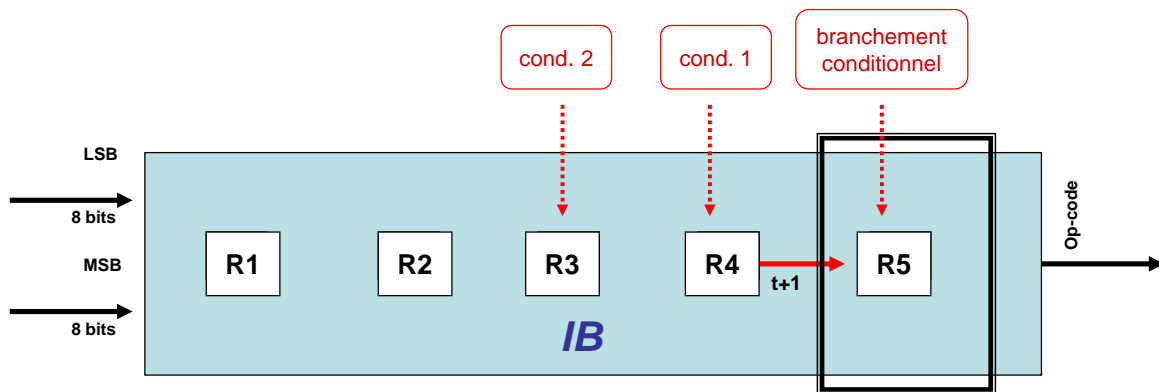 cond. 2
cond. 1
branchement
conditionnel
LSB
8 bits
MSB
8 bits
R1
R2
R3
R4
t+1
R5
Op-code
IB